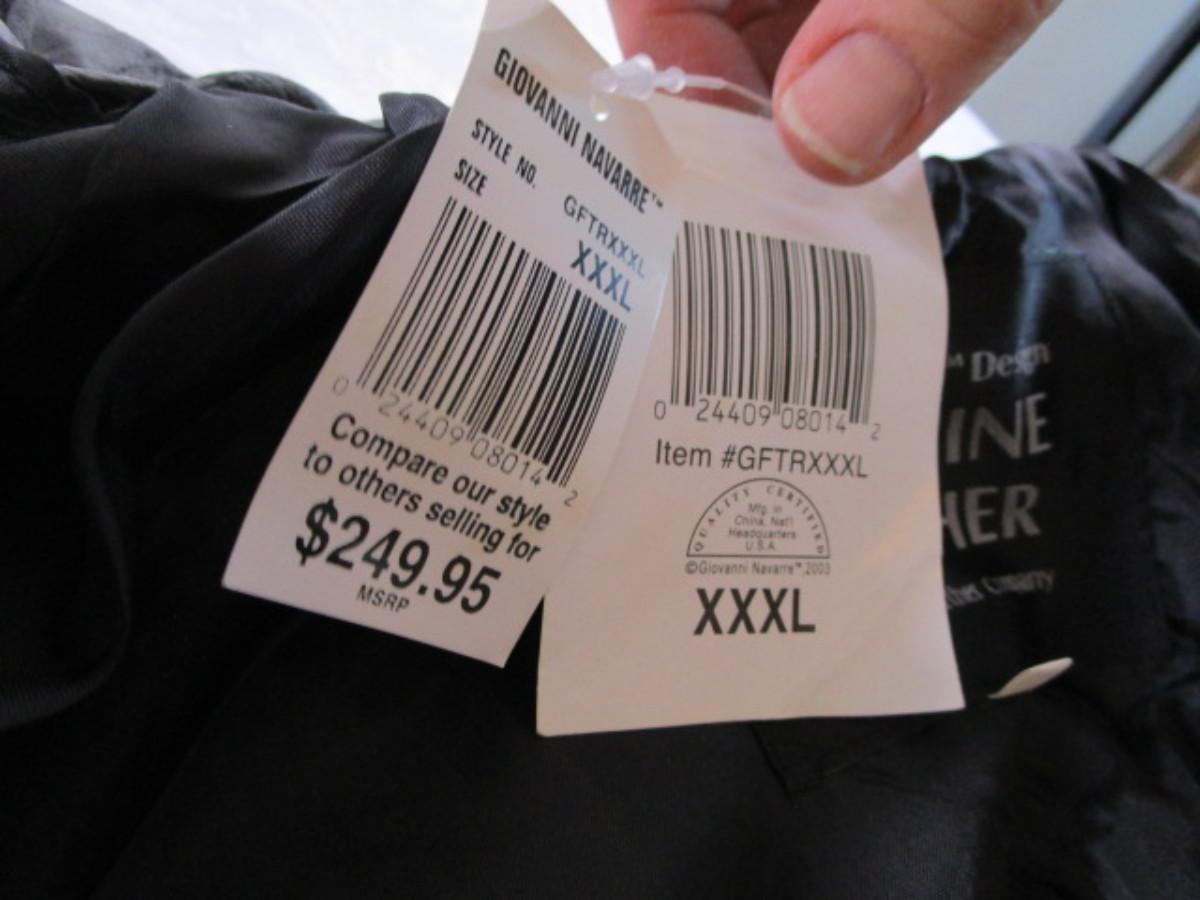 GIOVANNI NAVARRE™
STYLE NO. GFTRXXXL
SIZE XXXL
0 24409 08014 2
Compare our style
to others selling for
$249.95
MSRP
0 24409 08014 2
Item #GFTRXXXL
QUALITY CERTIFIED
Mfg. in
China, Nat'l
Headquarters
U.S.A.
©Giovanni Navarre™,2003
XXXL
Design
INE
HER